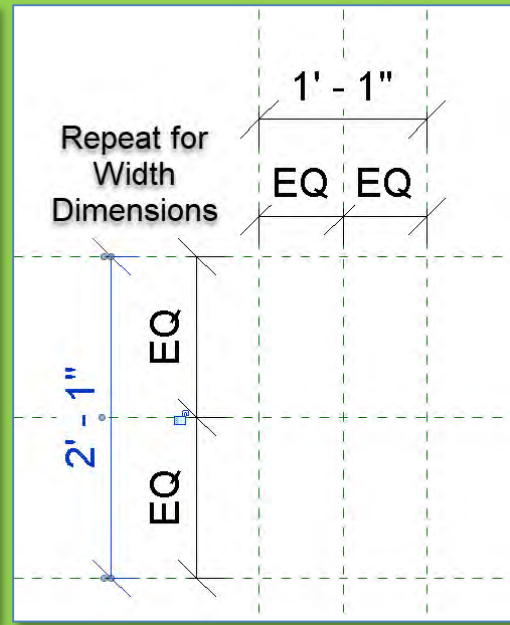 1' - 1"
Repeat for
Width
Dimensions
EQ EQ
EQ
2' - 1"
EQ